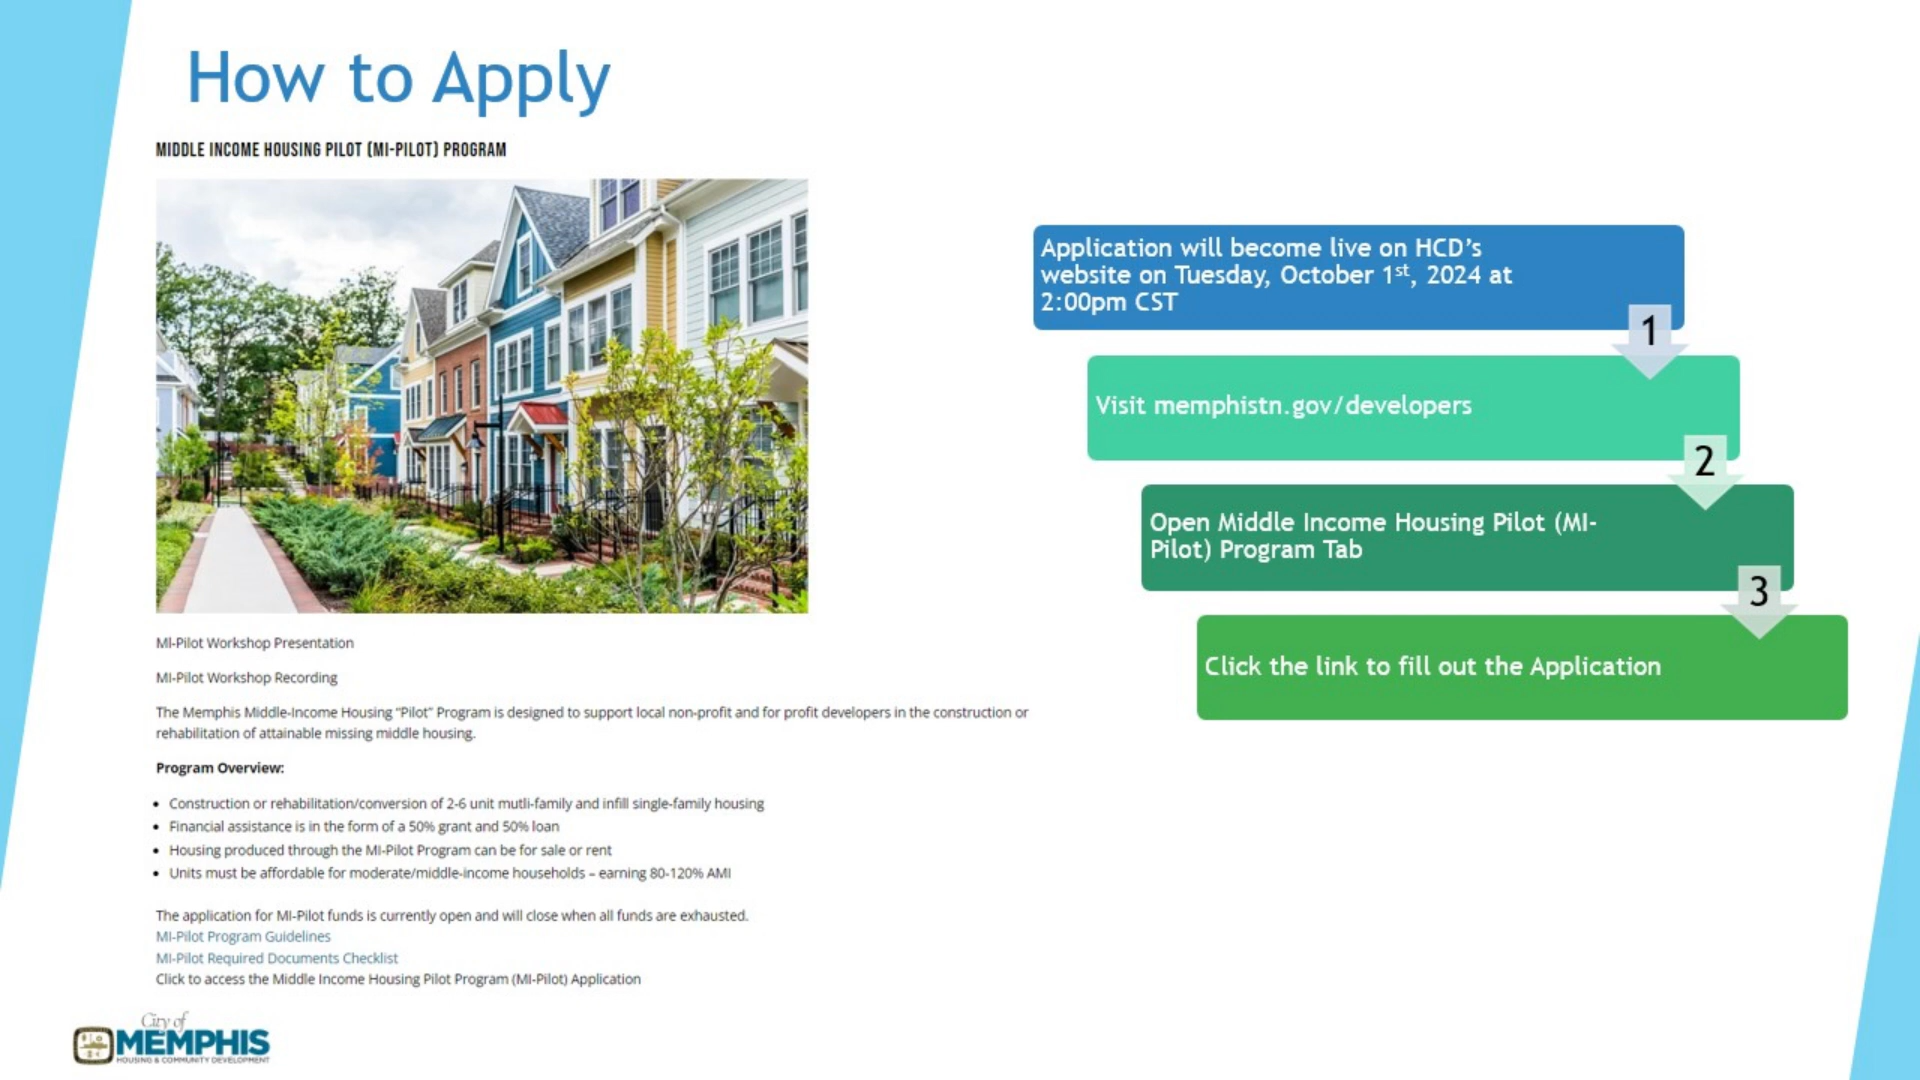 How to Apply
MIDDLE INCOME HOUSING PILOT (MI-PILOT) PROGRAM
MI-Pilot Workshop Presentation
MI-Pilot Workshop Recording
The Memphis Middle-Income Housing "Pilot" Program is designed to support local non-profit and for profit developers in the construction or
rehabilitation of attainable missing middle housing.
Program Overview:
• Construction or rehabilitation/conversion of 2-6 unit mutli-family and infill single-family housing
• Financial assistance is in the form of a 50% grant and 50% loan
• Housing produced through the MI-Pilot Program can be for sale or rent
• Units must be affordable for moderate/middle-income households – earning 80-120% AMI
The application for MI-Pilot funds is currently open and will close when all funds are exhausted.
MI-Pilot Program Guidelines
MI-Pilot Required Documents Checklist
Click to access the Middle Income Housing Pilot Program (MI-Pilot) Application
Application will become live on HCD's
website on Tuesday, October 1st, 2024 at
2:00pm CST
1
Visit memphistn.gov/developers
2
Open Middle Income Housing Pilot (MI-
Pilot) Program Tab
3
Click the link to fill out the Application
City of
MEMPHIS
HOUSING & COMMUNITY DEVELOPMENT